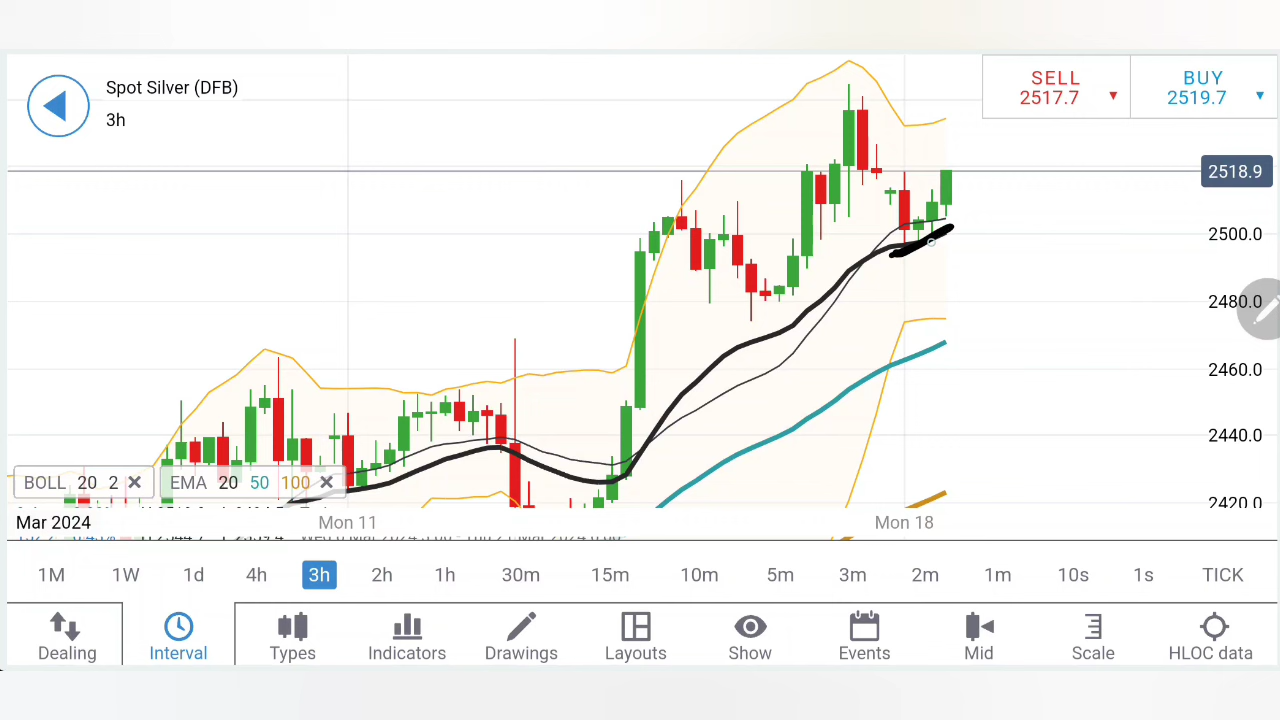 Spot Silver (DFB)
3h
SELL
2517.7
BUY
2519.7
2518.9
2500.0
2480.0
2460.0
2440.0
2420.0
BOLL 20 2
EMA 20 50 100
Mar 2024
Mon 11
Mon 18
1M 1W 1d 4h 3h 2h 1h 30m 15m 10m 5m 3m 2m 1m 10s 1s TICK
Dealing Interval Types Indicators Drawings Layouts Show Events Mid Scale HLOC data